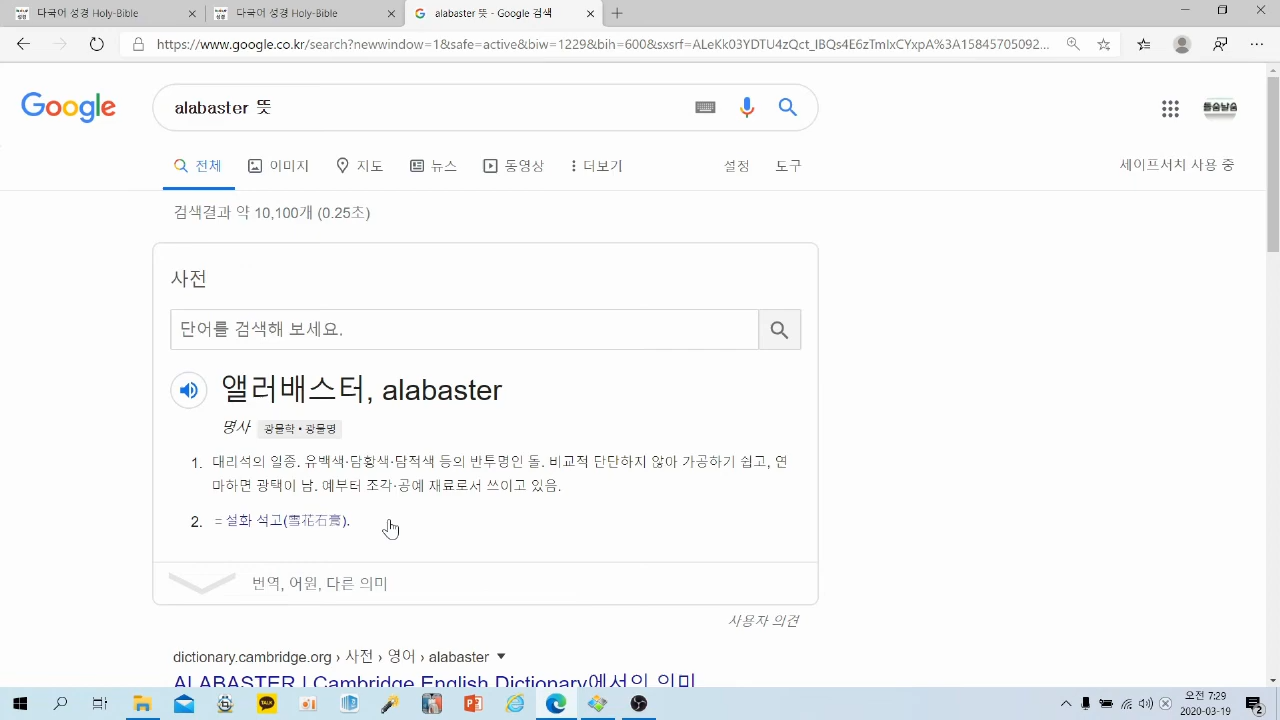 다국어 성경 Holy-Bible
다국어 성경 Holy-Bible
alabaster 뜻 - Google 검색
https://www.google.co.kr/search?newwindow=1&safe=active&biw=1229&bih=600&sxsrf=ALeKk03YDTU4zQct_IBQs4E6zTmIxCYxpA%3A15845705092...
Google
alabaster 뜻
전체
이미지
지도
뉴스
동영상
더보기
설정
도구
세이프서치 사용 중
검색결과 약 10,100개 (0.25초)
사전
단어를 검색해 보세요.
앨러배스터, alabaster
명사 광물학·광물명
1. 대리석의 일종. 유백색·담황색·담적색 등의 반투명인 돌. 비교적 단단하지 않아 가공하기 쉽고, 연
마하면 광택이 남. 예부터 조각·공예 재료로서 쓰이고 있음.
2. = 설화 석고(雪花石膏).
번역, 어원, 다른 의미
사용자 의견
dictionary.cambridge.org › 사전 › 영어 › alabaster
ALABASTER | Cambridge English Dictionary에서의 의미
TALK
오전 7:29
2020-03-19
2